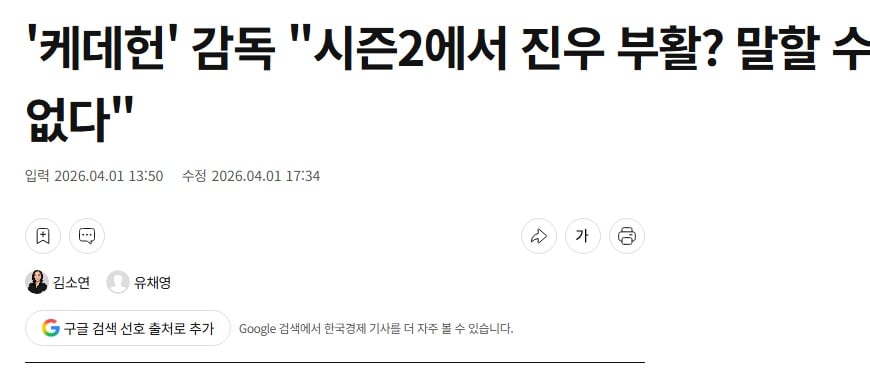 '케데헌' 감독 "시즌2에서 진우 부활? 말할 수
없다"
입력 2026.04.01 13:50 수정 2026.04.01 17:34
가
김소연 유채영
구글 검색 선호 출처로 추가 Google 검색에서 한국경제 기사를 더 자주 볼 수 있습니다.